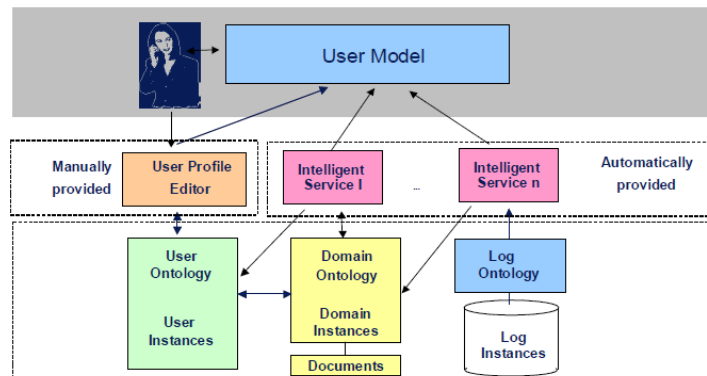 User Model
Manually
provided
User Profile
Editor
Intelligent
Service I
...
Intelligent
Service n
Automatically
provided
User
Ontology
User
Instances
Domain
Ontology
Domain
Instances
Documents
Log
Ontology
Log
Instances